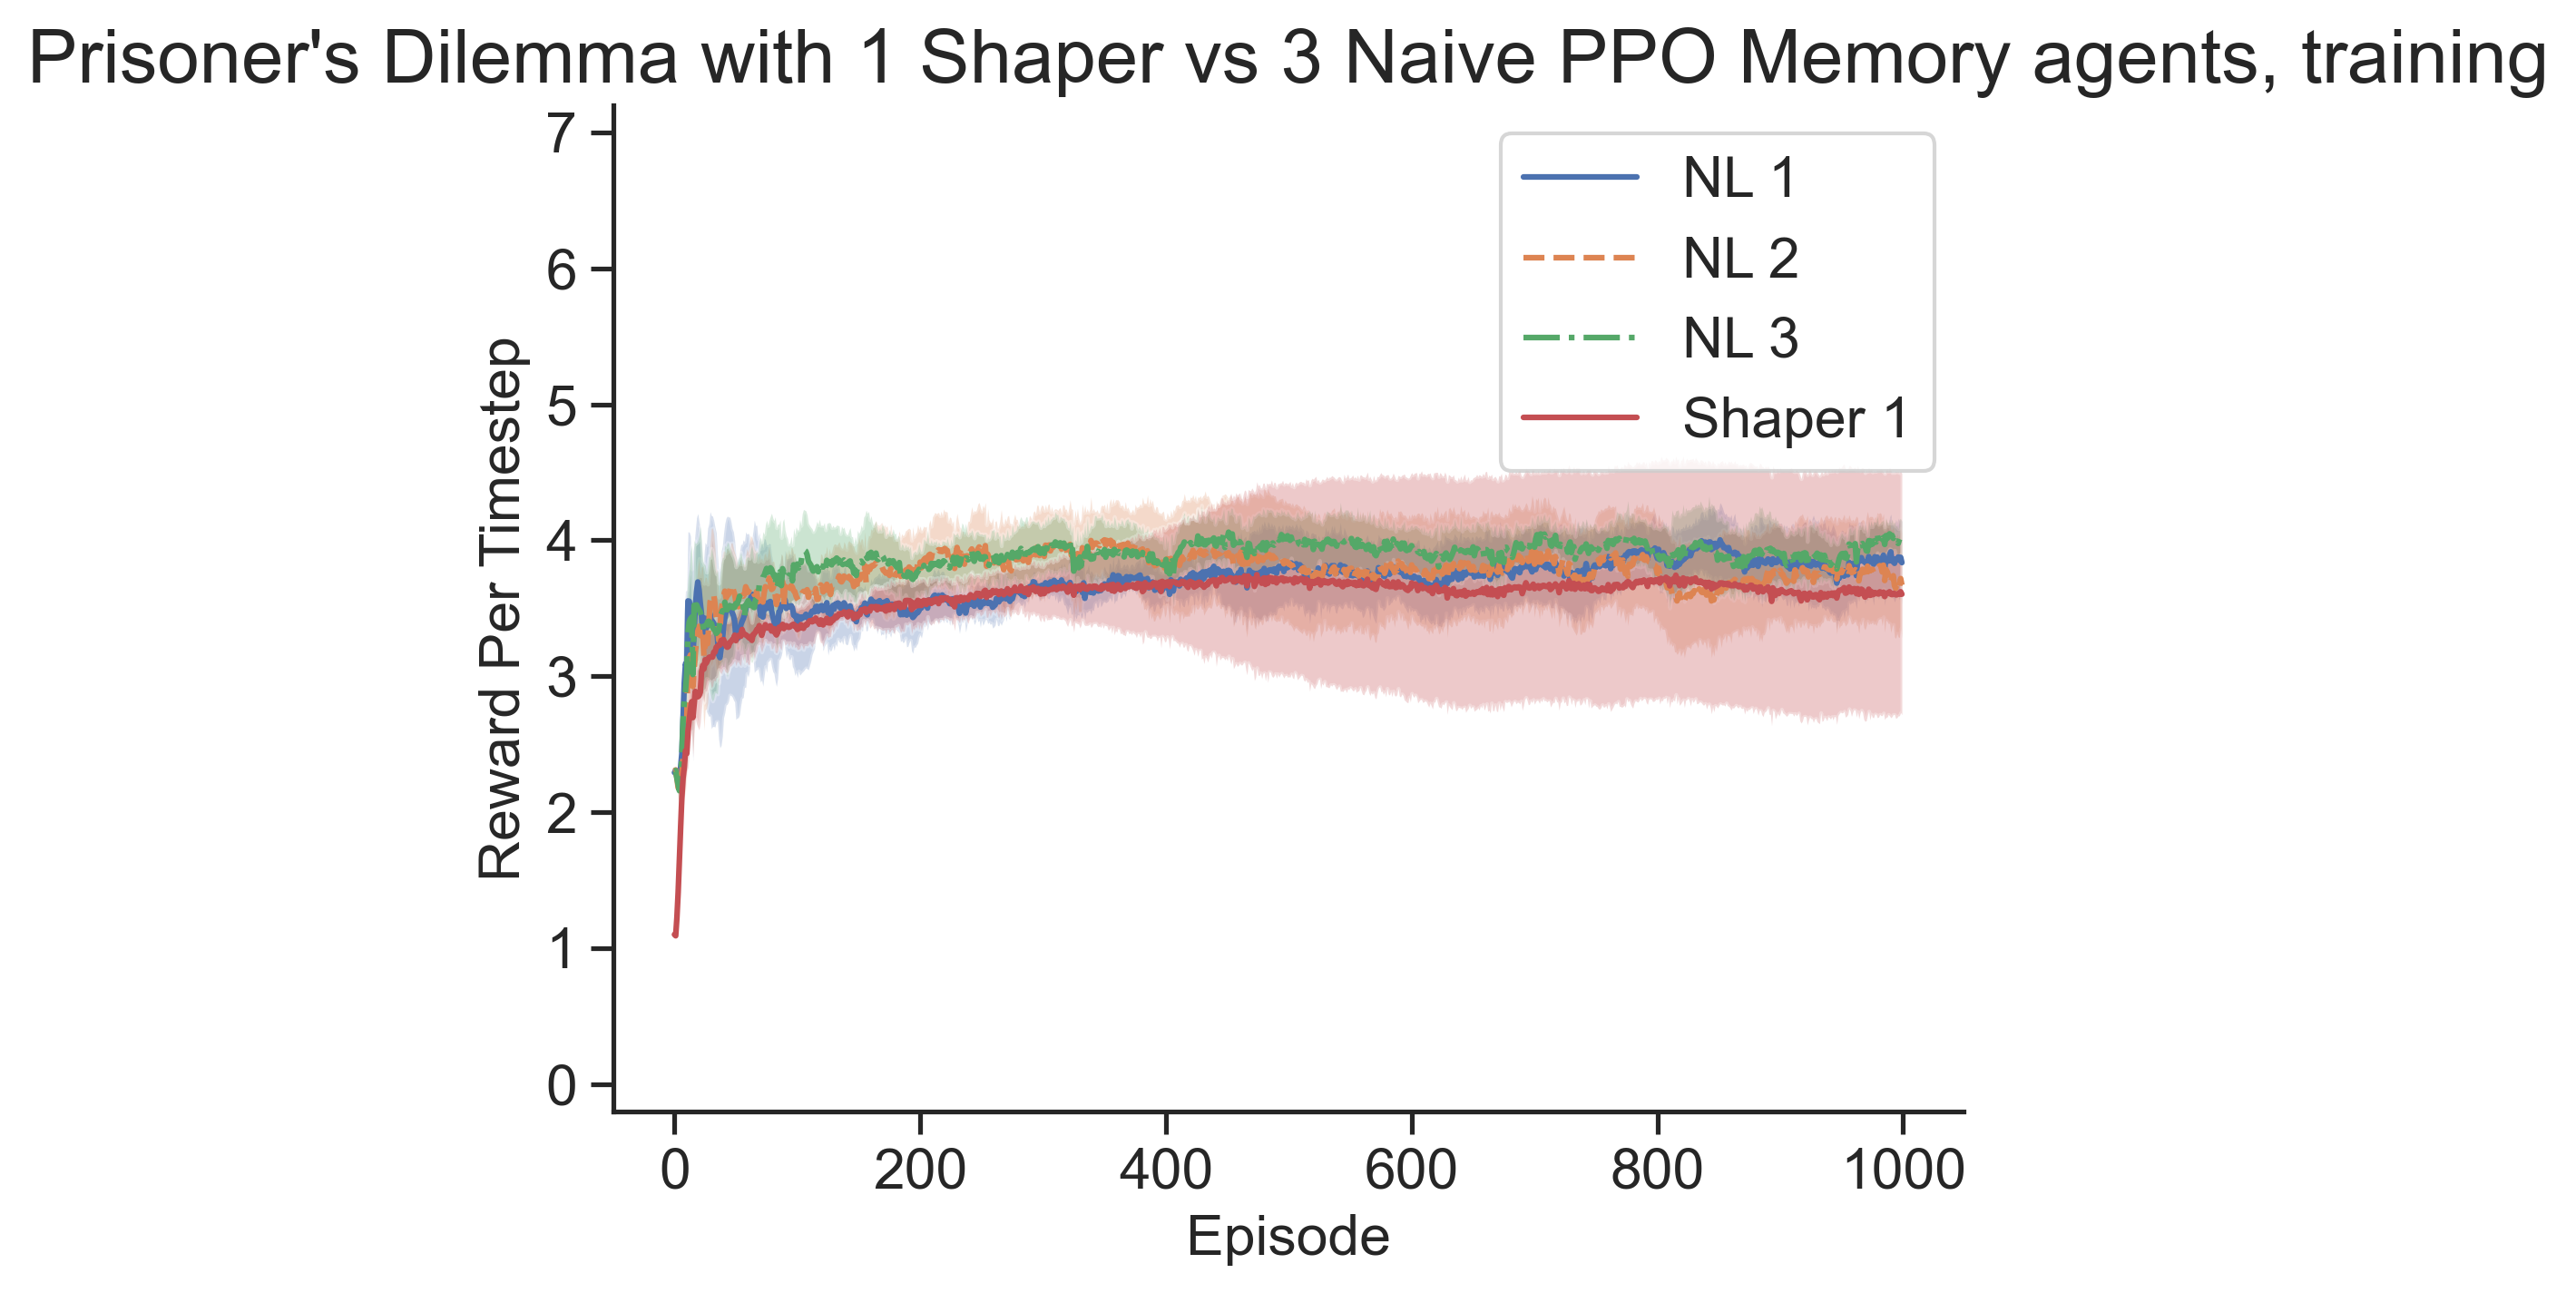 Prisoner's Dilemma with 1 Shaper vs 3 Naive PPO Memory agents, training
7
6
5
4
3
2
1
0
Reward Per Timestep
NL 1
NL 2
NL 3
Shaper 1
0 200 400 600 800 1000
Episode